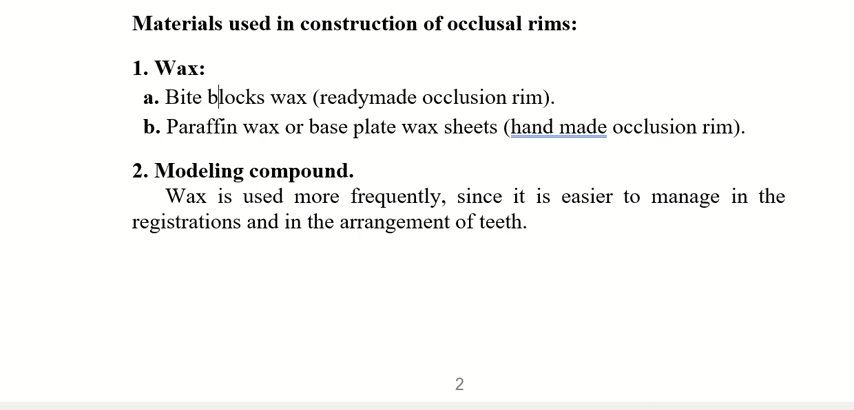 Materials used in construction of occlusal rims:
1. Wax:
a. Bite blocks wax (readymade occlusion rim).
b. Paraffin wax or base plate wax sheets (hand made occlusion rim).
2. Modeling compound.
Wax is used more frequently, since it is easier to manage in the
registrations and in the arrangement of teeth.
2